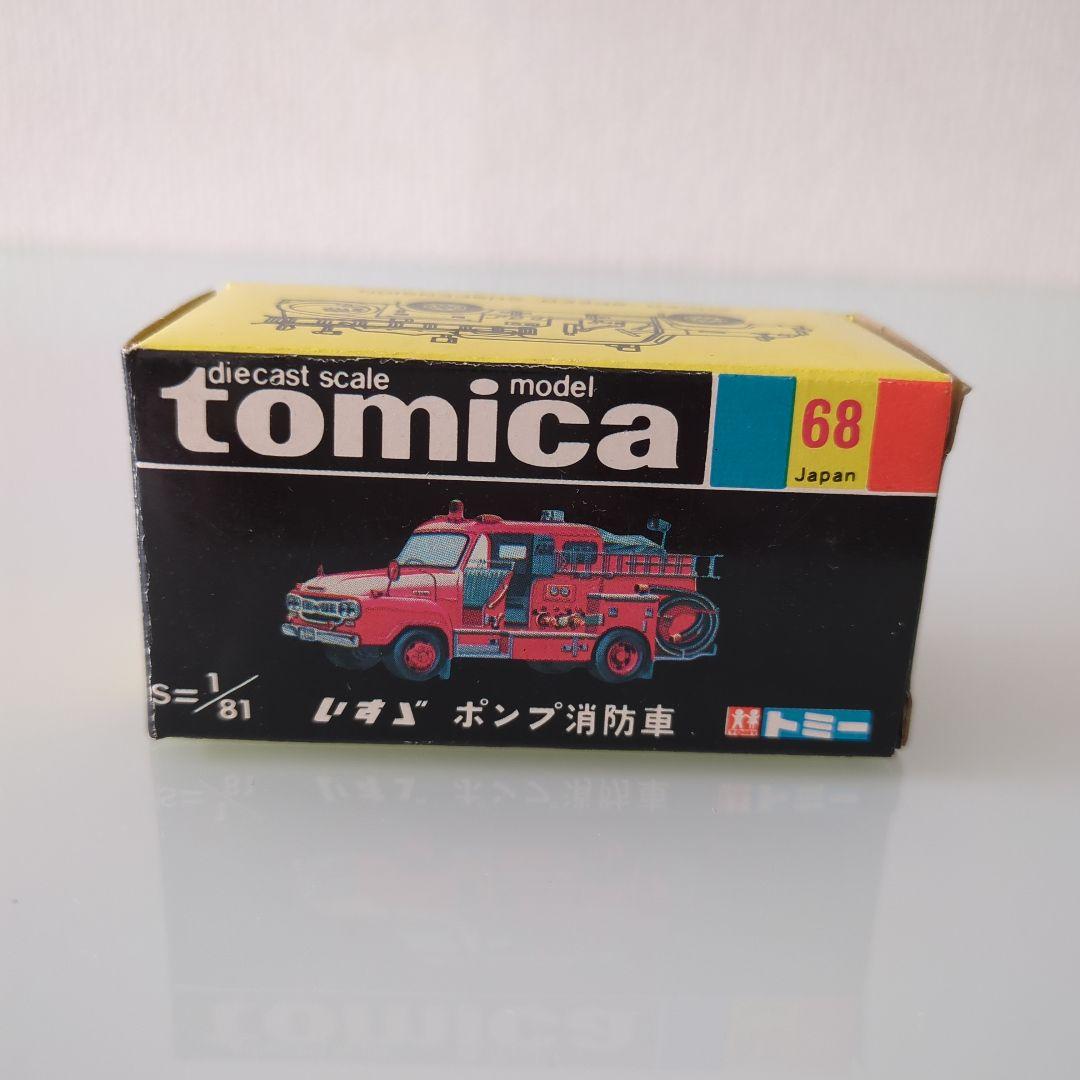 diecast scale model
tomica
68
Japan
S=1/81
いすゞ ポンプ消防車
トミー